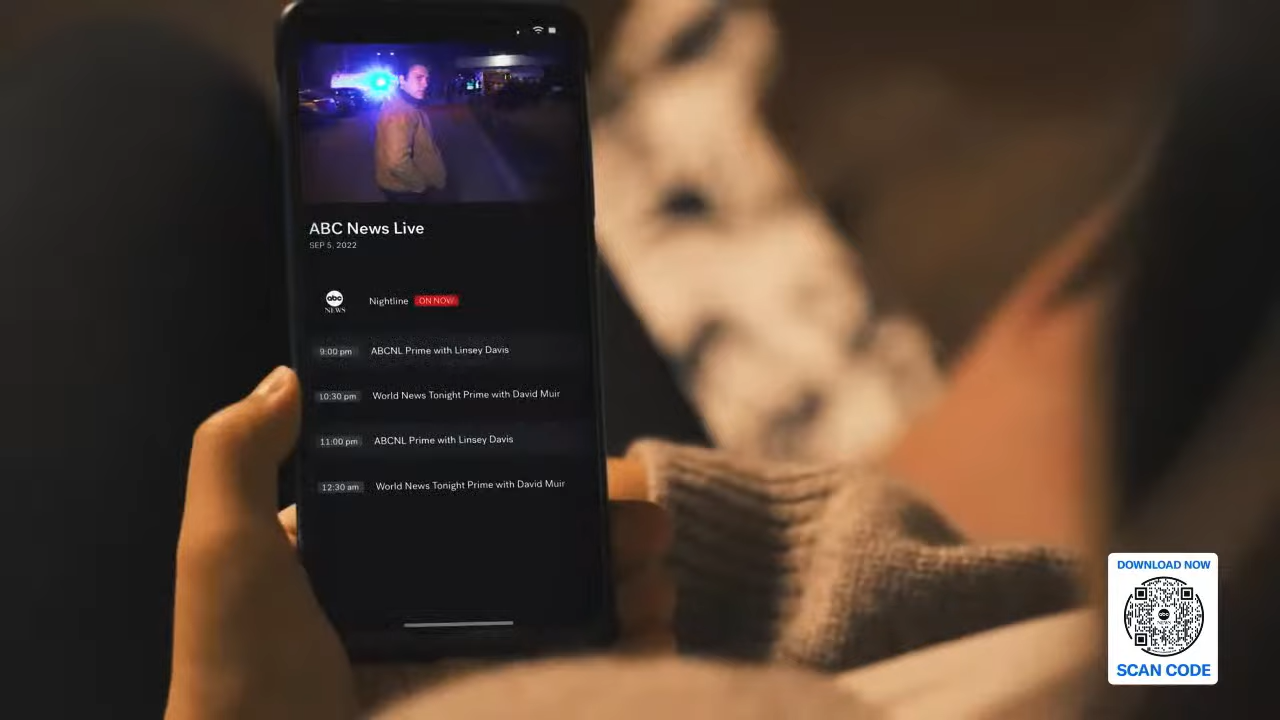 ABC News Live
SEP 5, 2022
abc
NEWS
Nightline ON NOW
9:00 pm ABCNL Prime with Linsey Davis
10:30 pm World News Tonight Prime with David Muir
11:00 pm ABCNL Prime with Linsey Davis
12:30 am World News Tonight Prime with David Muir
DOWNLOAD NOW
abc
NEWS
SCAN CODE